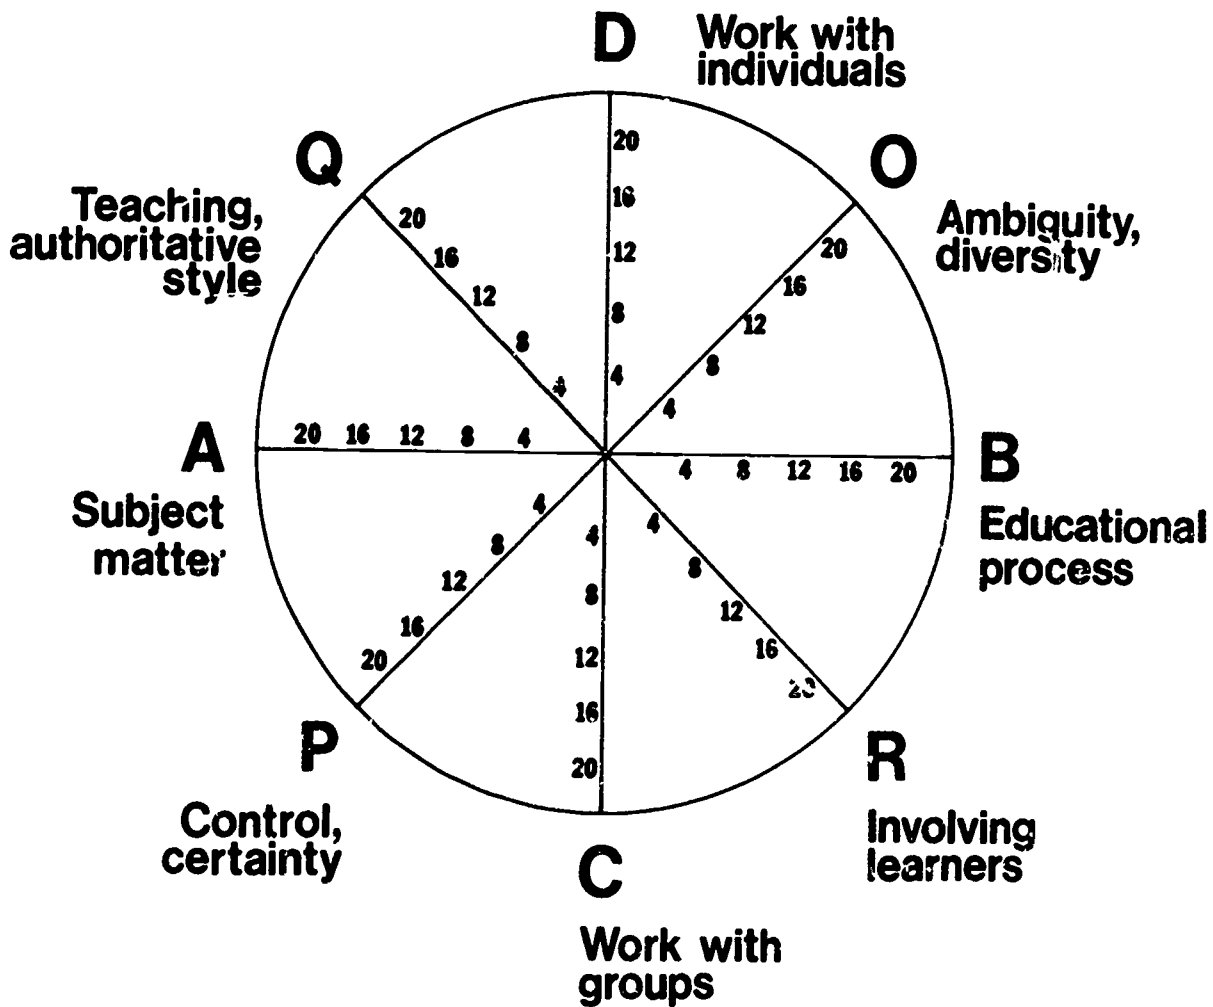 D
Work with
individuals
Q
O
Teaching,
authoritative
style
Ambiguity,
diversity
20
16
12
8
4
20
16
12
8
4
20
16
12
8
4
A
20 16 12 8 4
4 8 12 16 20
B
Subject
matter
Educational
process
4
8
12
16
20
4
8
12
16
20
4
8
12
16
20
P
R
Control,
certainty
Involving
learners
C
Work with
groups